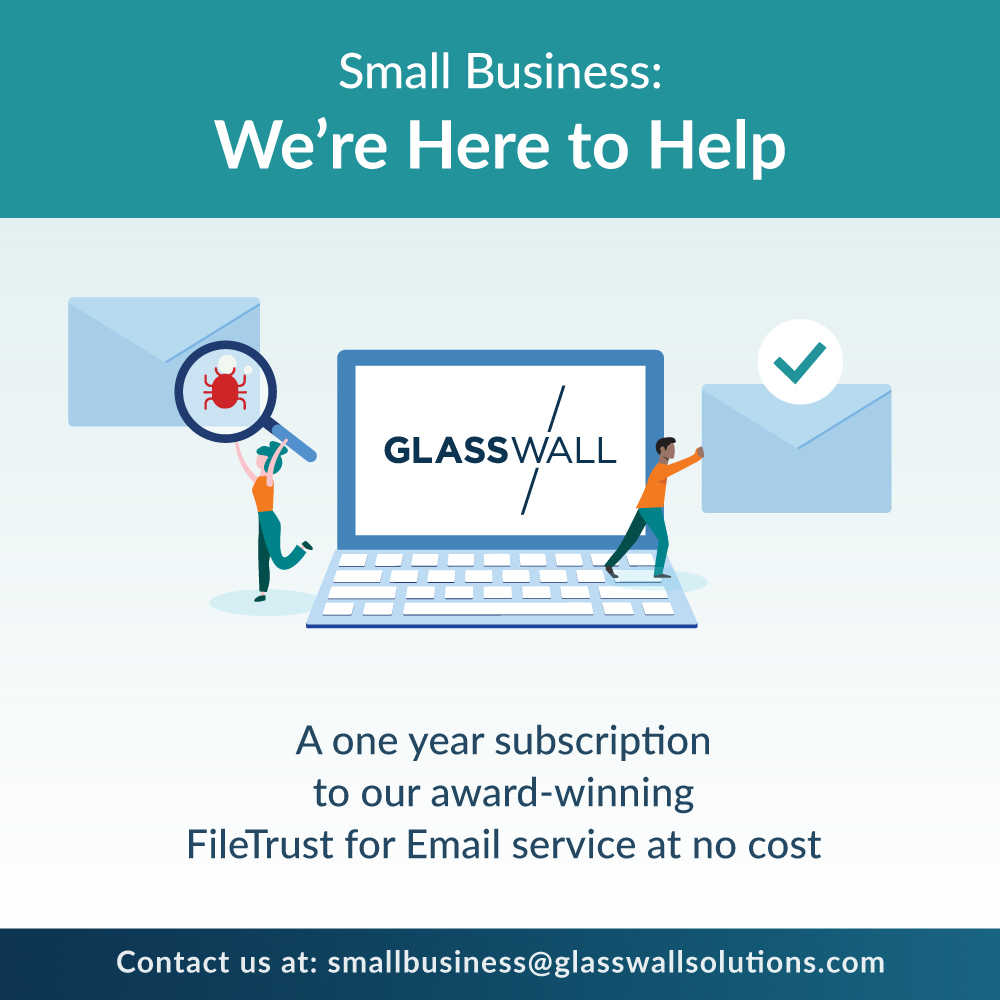 Small Business:
We’re Here to Help
GLASSWALL
A one year subscription
to our award-winning
FileTrust for Email service at no cost
Contact us at: smallbusiness@glasswallsolutions.com